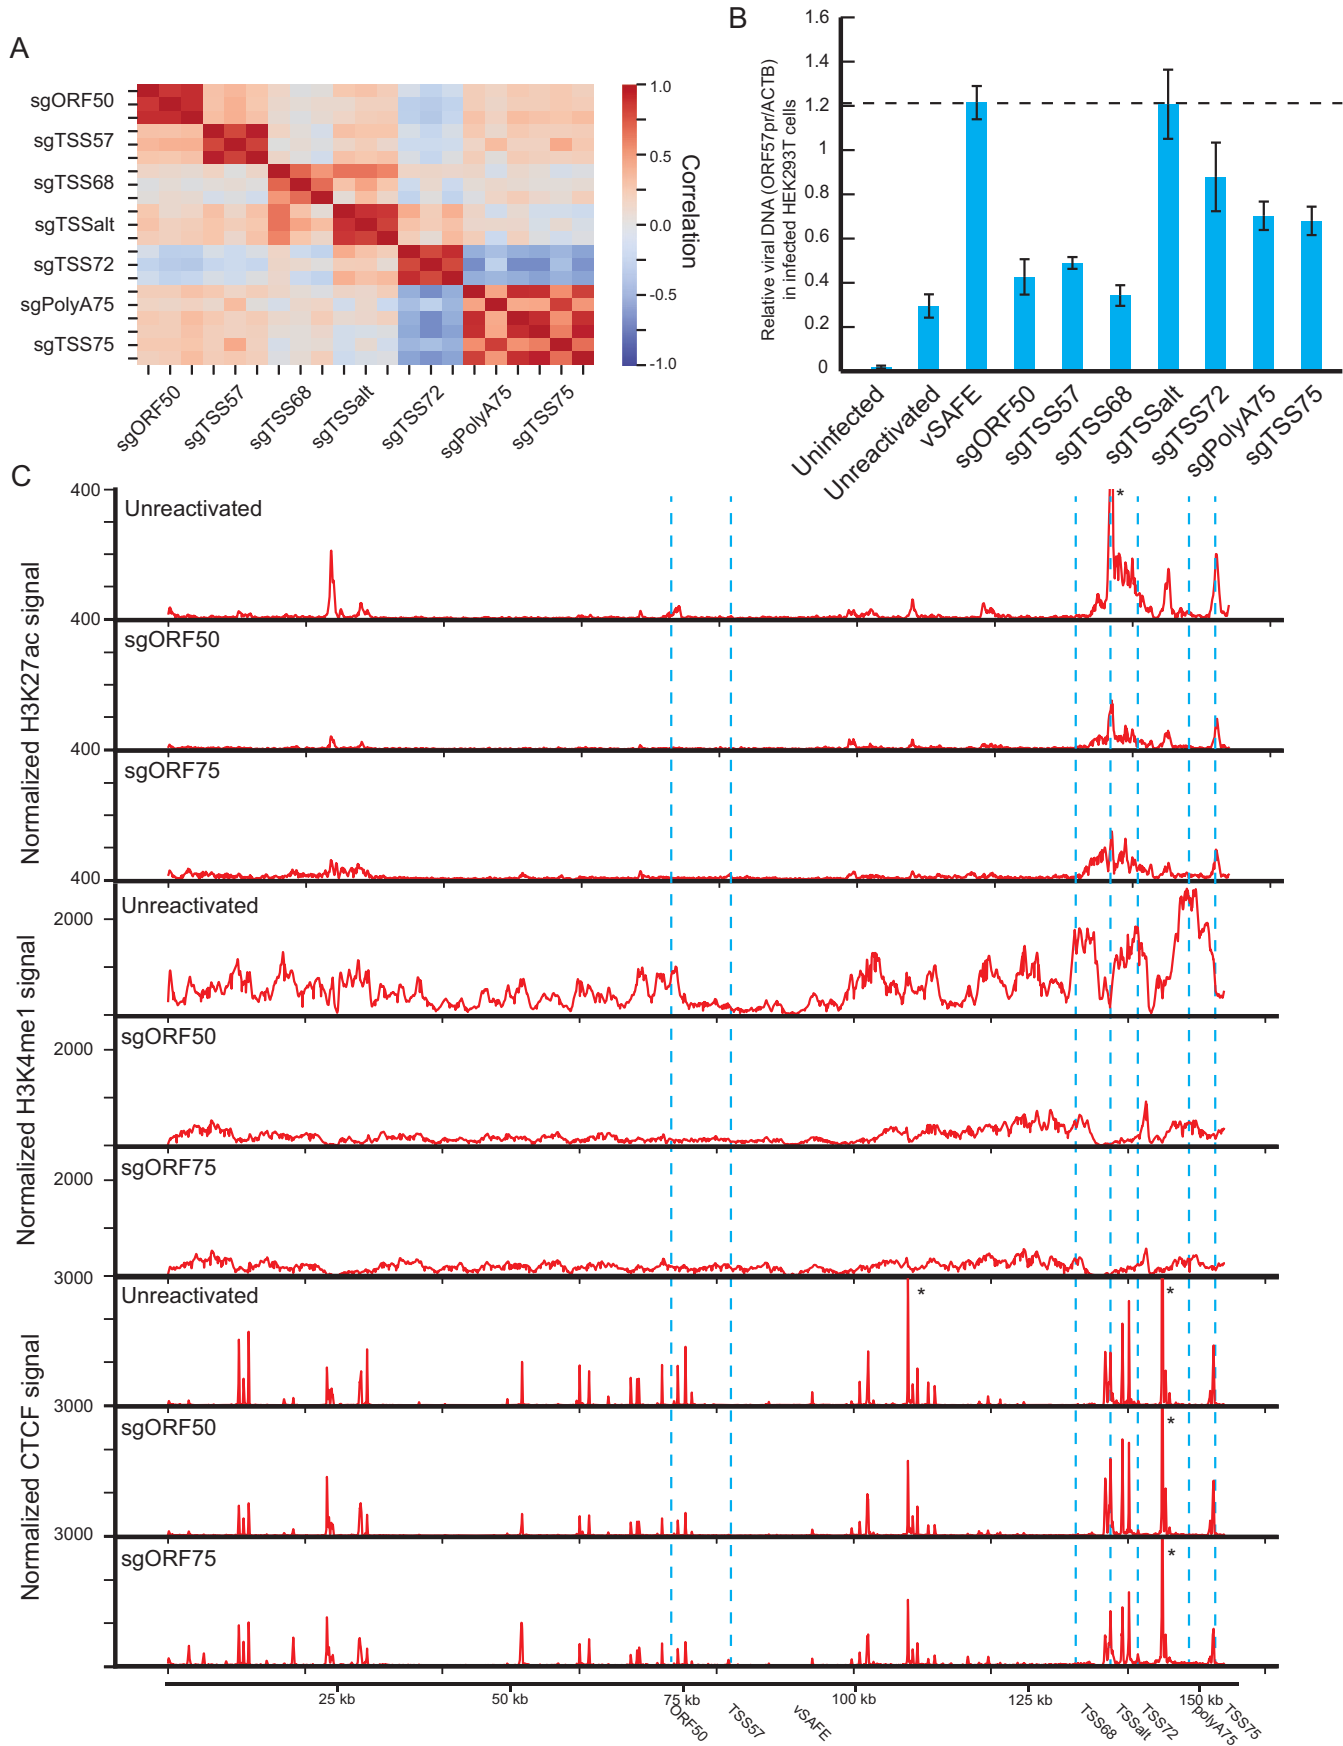 A
sgORF50
sgTSS57
sgTSS68
sgTSSalt
sgTSS72
sgPolyA75
sgTSS75
sgORF50
sgTSS57
sgTSS68
sgTSSalt
sgTSS72
sgPolyA75
sgTSS75
1.0
0.5
0.0
-0.5
-1.0
Correlation
B
Relative viral DNA (ORF57pr/ACTB)
in infected HEK293T cells
1.6
1.4
1.2
1
0.8
0.6
0.4
0.2
0
Uninfected
Unreactivated
vSAFE
sgORF50
sgTSS57
sgTSS68
sgTSSalt
sgTSS72
sgPolyA75
sgTSS75
C
Normalized H3K27ac signal
400
Unreactivated
*
400
sgORF50
400
sgORF75
400
Normalized H3K4me1 signal
Unreactivated
2000
sgORF50
2000
sgORF75
2000
Normalized CTCF signal
3000
Unreactivated
*
*
3000
sgORF50
*
3000
sgORF75
*
25 kb
50 kb
75 kb
100 kb
125 kb
150 kb
ORF50
TSS57
vSAFE
TSS68
TSSalt
TSS72
polyA75
TSS75